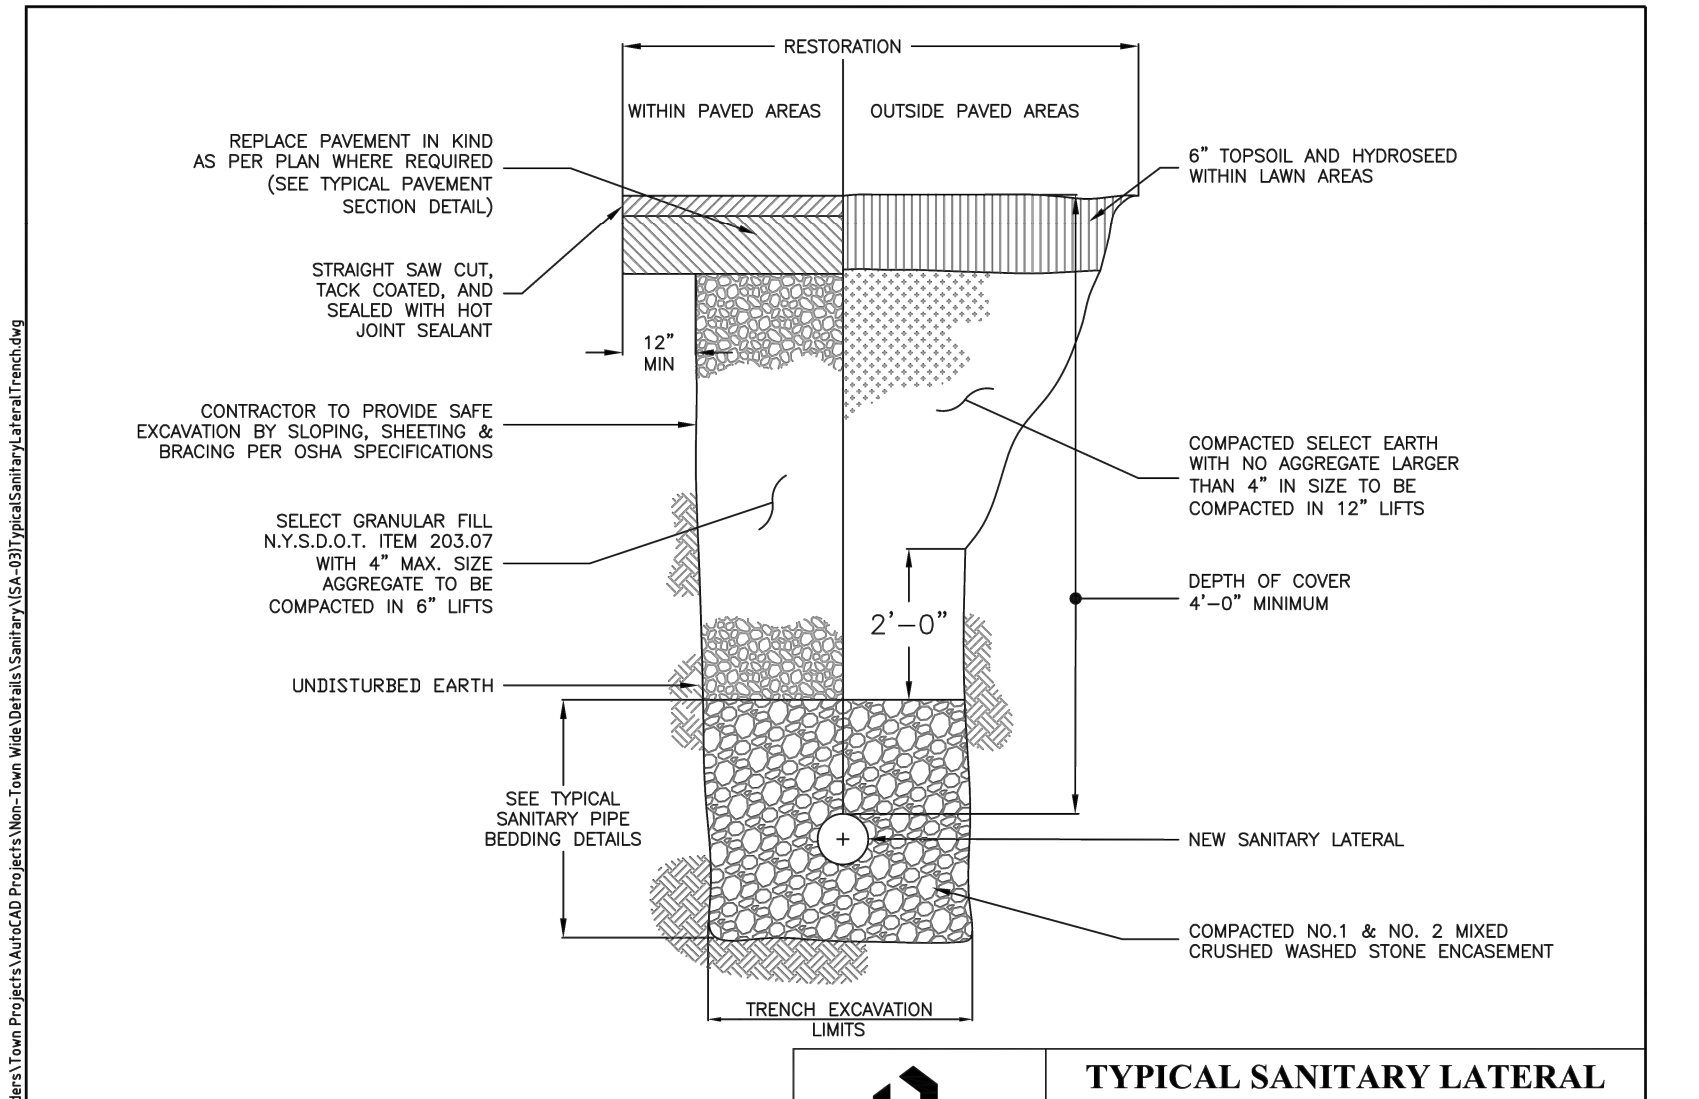 RESTORATION
WITHIN PAVED AREAS
OUTSIDE PAVED AREAS
REPLACE PAVEMENT IN KIND
AS PER PLAN WHERE REQUIRED
(SEE TYPICAL PAVEMENT
SECTION DETAIL)
6" TOPSOIL AND HYDROSEED
WITHIN LAWN AREAS
STRAIGHT SAW CUT,
TACK COATED, AND
SEALED WITH HOT
JOINT SEALANT
12"
MIN
CONTRACTOR TO PROVIDE SAFE
EXCAVATION BY SLOPING, SHEETING &
BRACING PER OSHA SPECIFICATIONS
COMPACTED SELECT EARTH
WITH NO AGGREGATE LARGER
THAN 4" IN SIZE TO BE
COMPACTED IN 12" LIFTS
SELECT GRANULAR FILL
N.Y.S.D.O.T. ITEM 203.07
WITH 4" MAX. SIZE
AGGREGATE TO BE
COMPACTED IN 6" LIFTS
DEPTH OF COVER
4'-0" MINIMUM
2'-0"
UNDISTURBED EARTH
SEE TYPICAL
SANITARY PIPE
BEDDING DETAILS
NEW SANITARY LATERAL
COMPACTED NO.1 & NO. 2 MIXED
CRUSHED WASHED STONE ENCASEMENT
TRENCH EXCAVATION
LIMITS
TYPICAL SANITARY LATERAL
ders\Town Projects\AutoCAD Projects\Non-Town Wide\Details\Sanitary\(SA-03)TypicalSanitaryLateralTrench.dwg